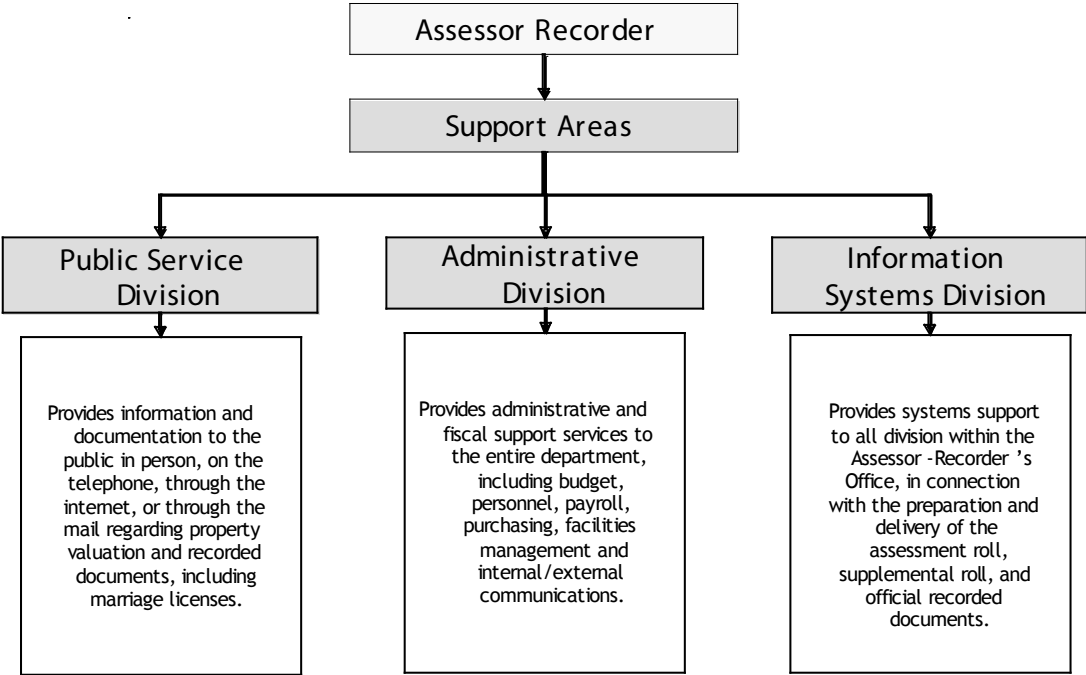 Assessor Recorder
Support Areas
Public Service
Division
Provides information and
documentation to the
public in person, on the
telephone, through the
internet, or through the
mail regarding property
valuation and recorded
documents, including
marriage licenses.
Administrative
Division
Provides administrative and
fiscal support services to
the entire department,
including budget,
personnel, payroll,
purchasing, facilities
management and
internal/external
communications.
Information
Systems Division
Provides systems support
to all division within the
Assessor -Recorder 's
Office, in connection
with the preparation and
delivery of the
assessment roll,
supplemental roll, and
official recorded
documents.